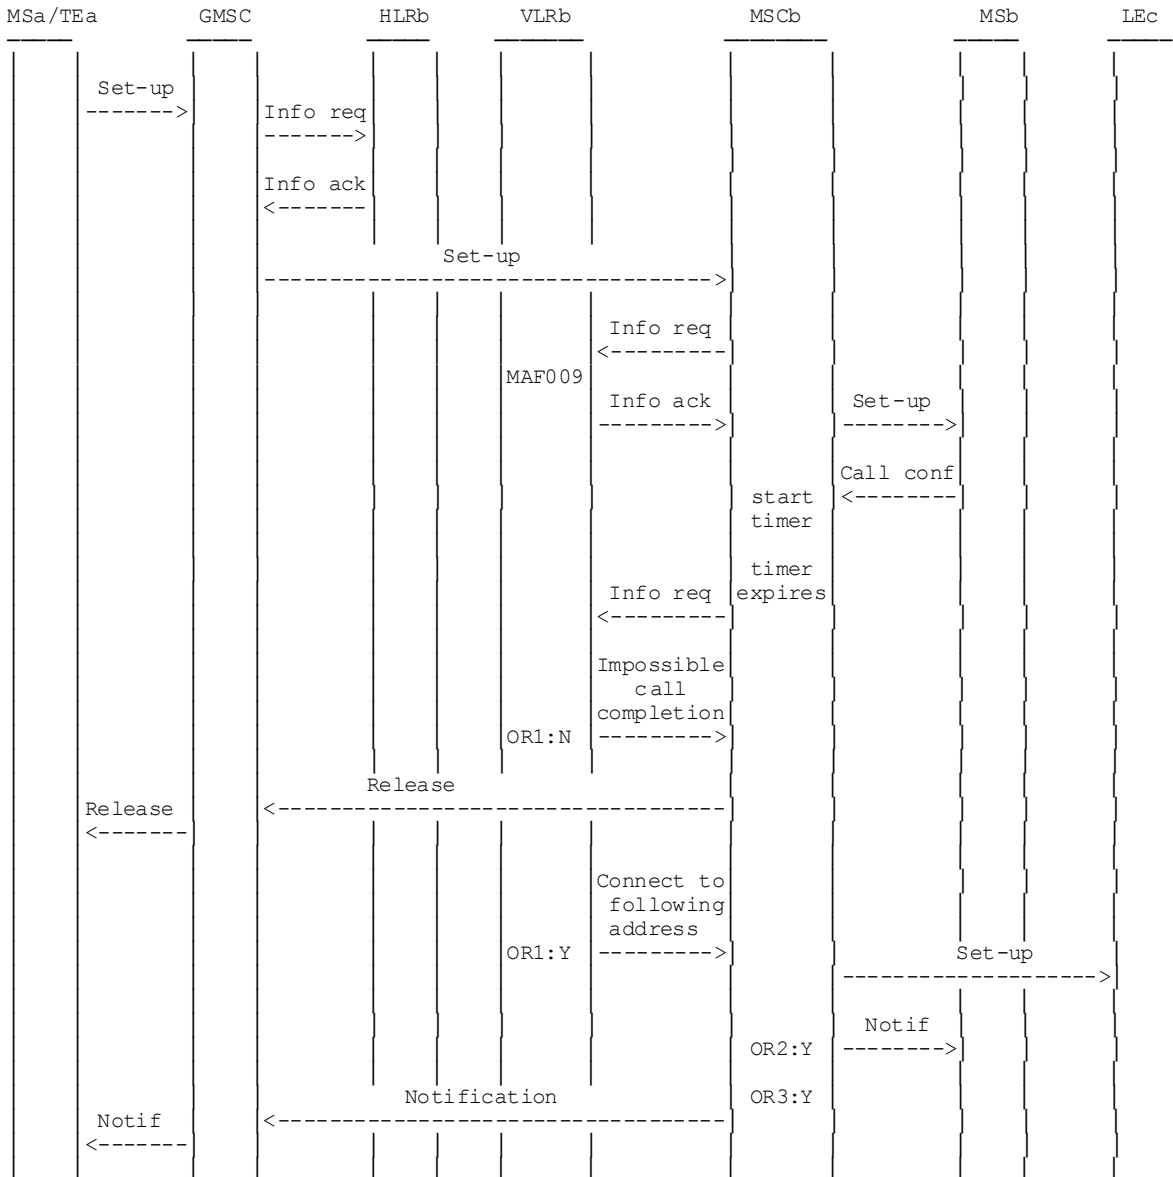 MSa/TEa GMSC HLRb VLRb MSCb MSb LEc
Set-up
------->
Info req
------->
Info ack
<-------
Set-up
----------------------------------->
Info req
<---------
MAF009
Info ack Set-up
---------> -------->
Call conf
start <--------
timer
timer
Info req expires
<---------
Impossible
call
completion
OR1:N --------->
Release
Release <-----------------------------------
<-------
Connect to
following
address
OR1:Y ---------> Set-up
-------------------->
Notif
OR2:Y -------->
Notification OR3:Y
Notif <-----------------------------------
<-------